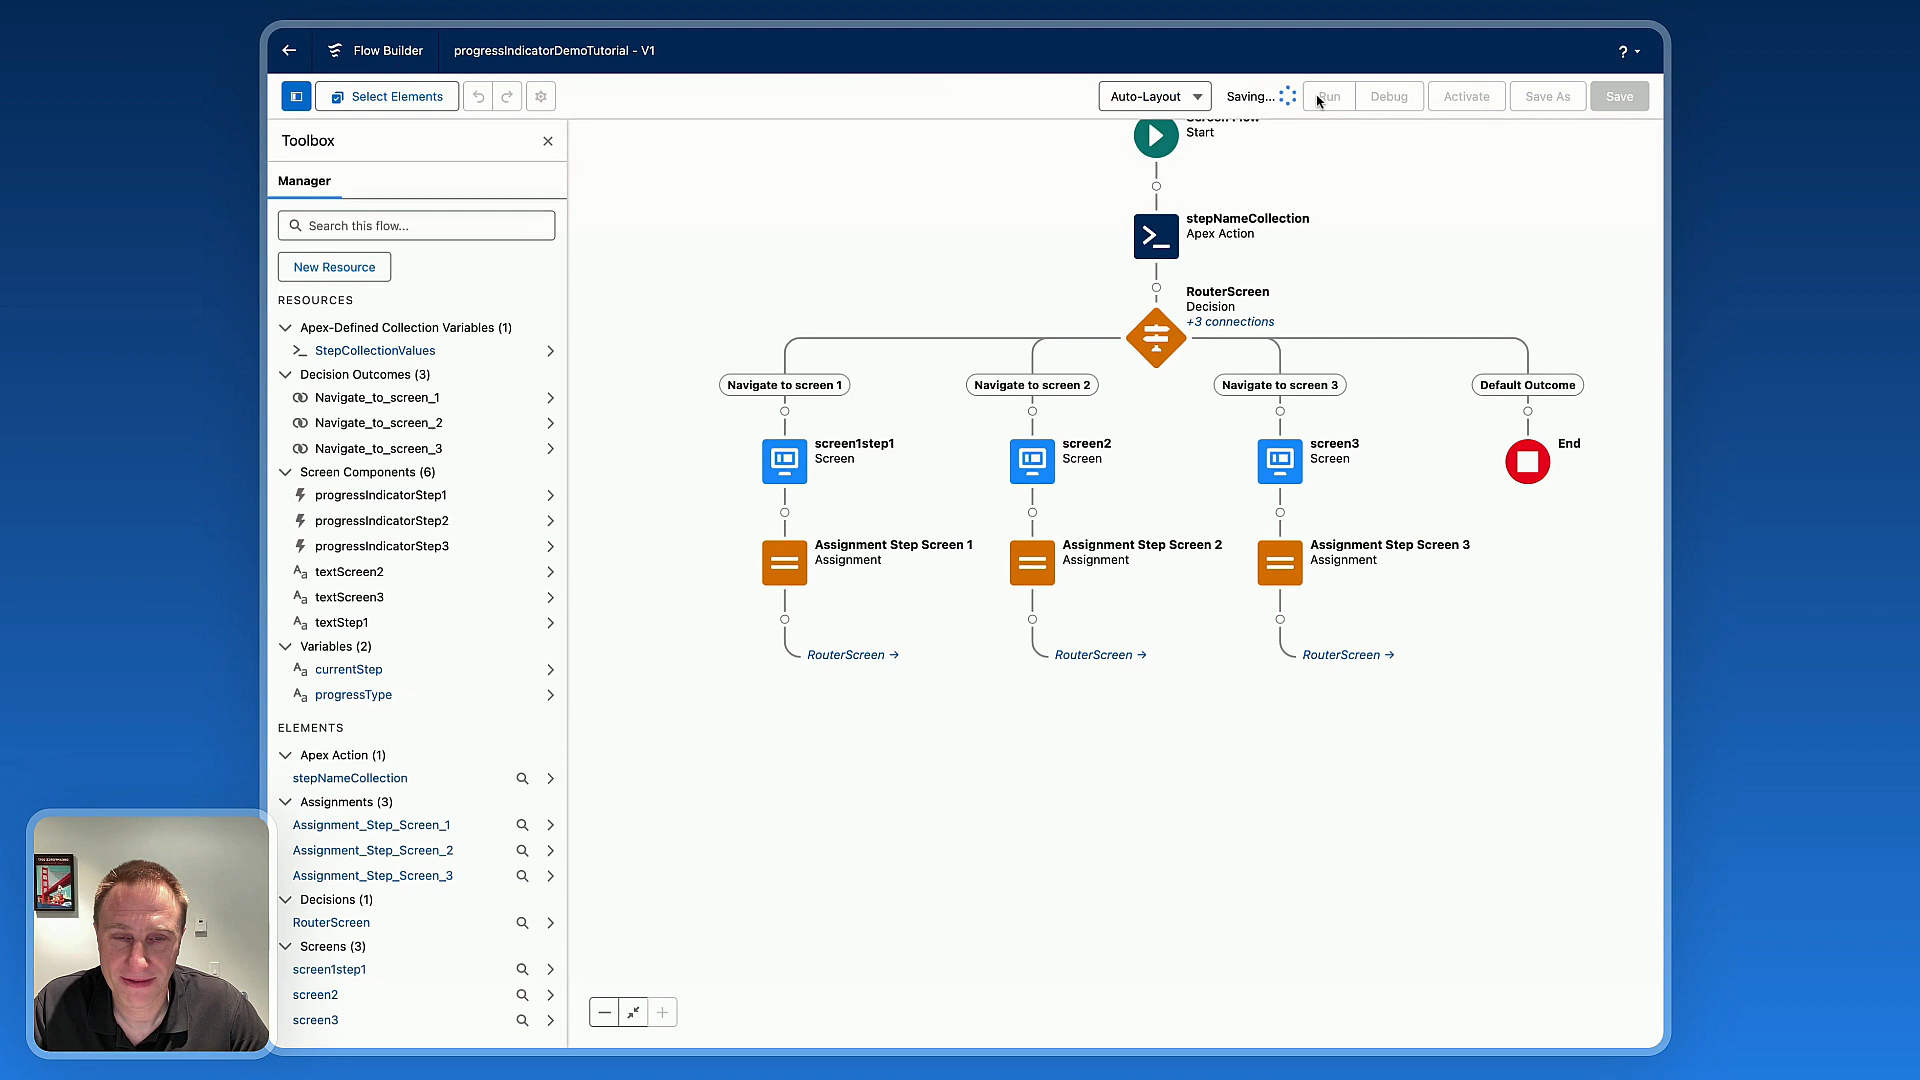 Flow Builder
progressIndicatorDemoTutorial - V1
?
Select Elements
Auto-Layout
Saving...
Run
Debug
Activate
Save As
Save
Toolbox
Manager
Search this flow...
New Resource
RESOURCES
Apex-Defined Collection Variables (1)
StepCollectionValues
Decision Outcomes (3)
Navigate_to_screen_1
Navigate_to_screen_2
Navigate_to_screen_3
Screen Components (6)
progressIndicatorStep1
progressIndicatorStep2
progressIndicatorStep3
textScreen2
textScreen3
textStep1
Variables (2)
currentStep
progressType
ELEMENTS
Apex Action (1)
stepNameCollection
Assignments (3)
Assignment_Step_Screen_1
Assignment_Step_Screen_2
Assignment_Step_Screen_3
Decisions (1)
RouterScreen
Screens (3)
screen1step1
screen2
screen3
Screen Flow
Start
stepNameCollection
Apex Action
RouterScreen
Decision
+3 connections
Navigate to screen 1
Navigate to screen 2
Navigate to screen 3
Default Outcome
screen1step1
Screen
screen2
Screen
screen3
Screen
End
Assignment Step Screen 1
Assignment
Assignment Step Screen 2
Assignment
Assignment Step Screen 3
Assignment
RouterScreen →
RouterScreen →
RouterScreen →